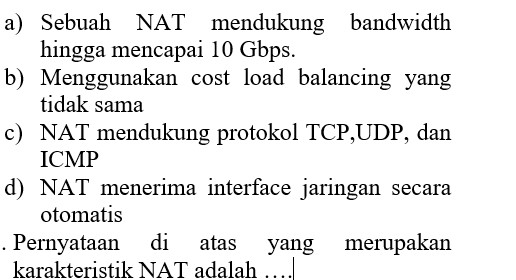 a) Sebuah NAT mendukung bandwidth
hingga mencapai 10 Gbps.
b) Menggunakan cost load balancing yang
tidak sama
c) NAT mendukung protokol TCP,UDP, dan
ICMP
d) NAT menerima interface jaringan secara
otomatis
. Pernyataan di atas yang merupakan
karakteristik NAT adalah ….